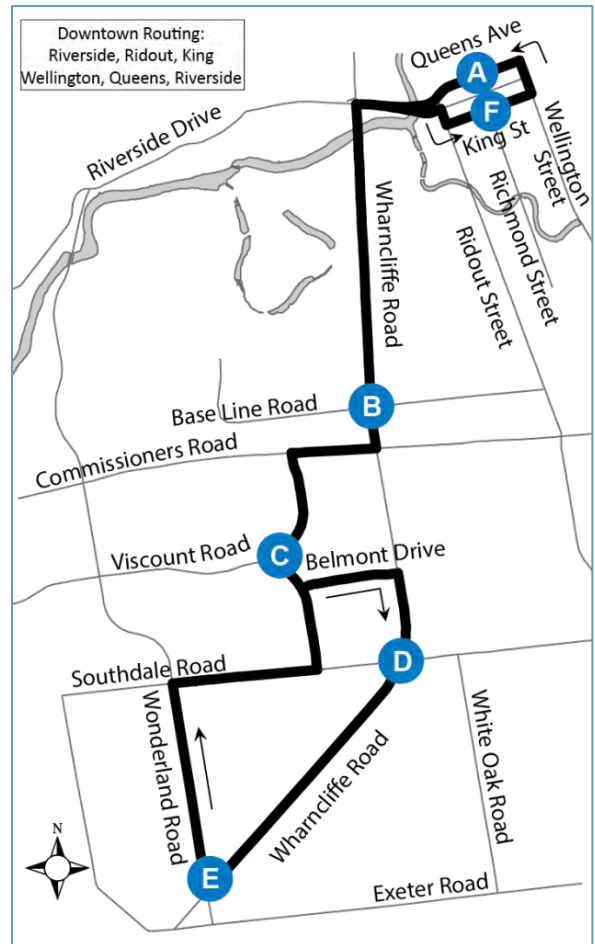 Downtown Routing:
Riverside, Ridout, King
Wellington, Queens, Riverside
Queens Ave
A
F
King St
Wellington
Street
Riverside Drive
Richmond Street
Ridout Street
Wharncliffe Road
Base Line Road
B
Commissioners Road
Viscount Road
C
Belmont Drive
Southdale Road
D
Wonderland Road
Wharncliffe Road
White Oak Road
N
E
Exeter Road